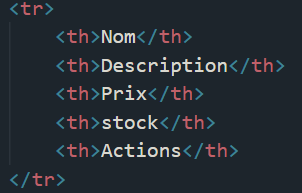 <tr>
<th>Nom</th>
<th>Description</th>
<th>Prix</th>
<th>stock</th>
<th>Actions</th>
</tr>